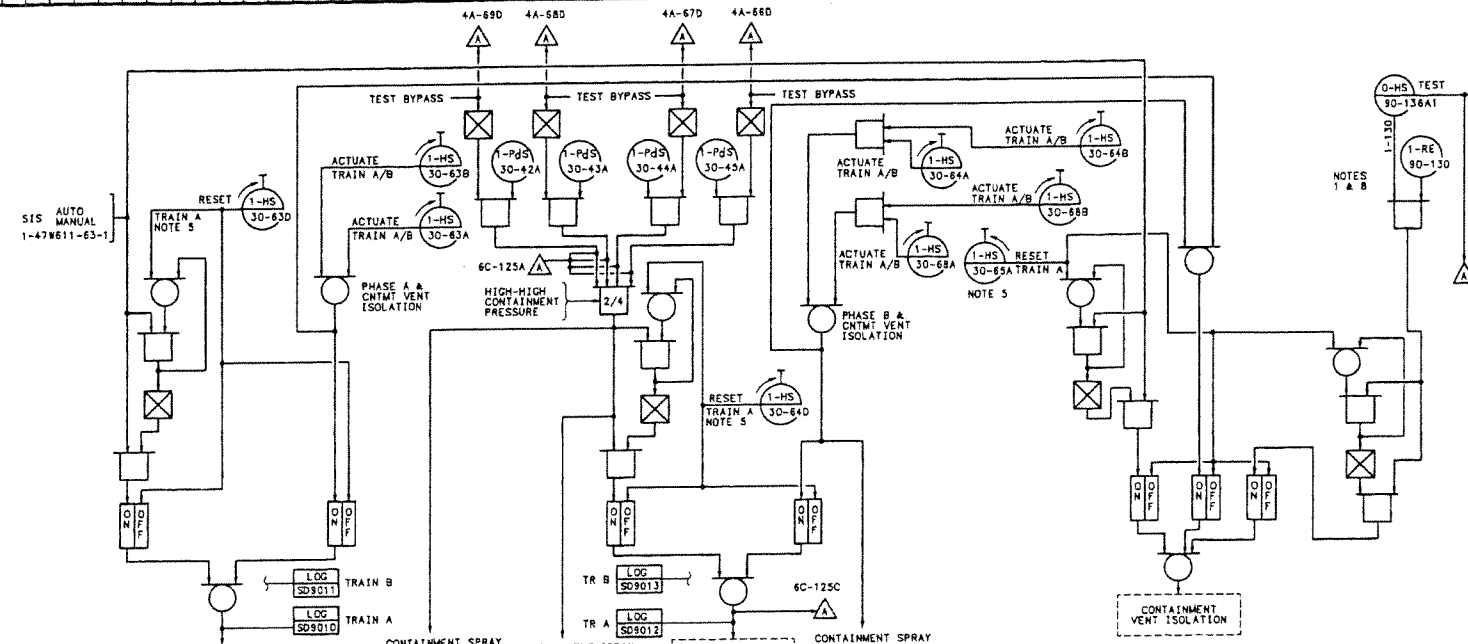 4A-69D
4A-68D
4A-67D
4A-66D
A
A
A
A
TEST BYPASS
TEST BYPASS
TEST BYPASS
0-HS
90-136A1
TEST
1-130
1-RE
90-130
NOTES
1 & 8
A
ACTUATE
TRAIN A/B
1-HS
30-63B
1-PdS
30-42A
1-PdS
30-43A
1-PdS
30-44A
1-PdS
30-45A
ACTUATE
TRAIN A/B
1-HS
30-64A
ACTUATE
TRAIN A/B
1-HS
30-64B
SIS
AUTO
MANUAL
1-47W611-63-1
RESET
TRAIN A
NOTE 5
1-HS
30-63D
ACTUATE
TRAIN A/B
1-HS
30-63A
ACTUATE
TRAIN A/B
1-HS
30-68B
ACTUATE
TRAIN A/B
1-HS
30-68A
1-HS
30-65A
RESET
TRAIN A
NOTE 5
PHASE A &
CNTMT VENT
ISOLATION
6C-125A
A
HIGH-HIGH
CONTAINMENT
PRESSURE
2/4
PHASE B &
CNTMT VENT
ISOLATION
RESET
TRAIN A
NOTE 5
1-HS
30-64D
ON
OFF
ON
OFF
ON
OFF
ON
OFF
ON
OFF
ON
OFF
ON
OFF
LOG
SD9011
TRAIN B
LOG
SD9010
TRAIN A
TR B
LOG
SD9013
TR A
LOG
SD9012
6C-125C
A
CONTAINMENT
VENT ISOLATION
CONTAINMENT SPRAY
CONTAINMENT SPRAY